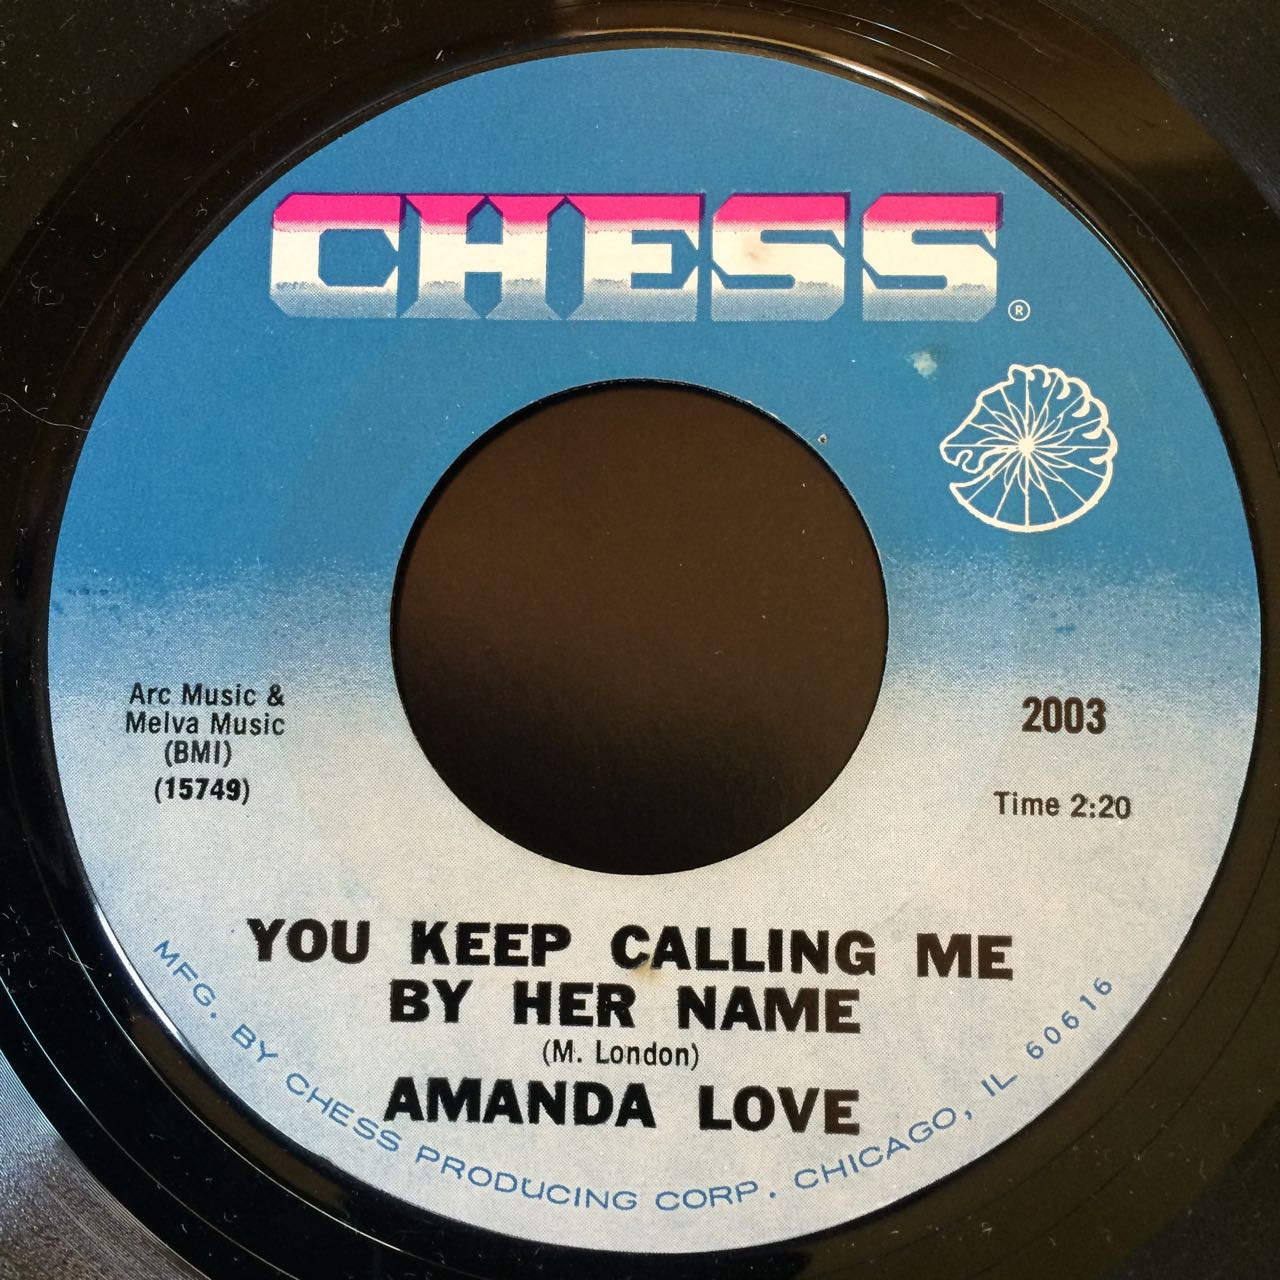 CHESS
®
Arc Music &
Melva Music
(BMI)
(15749)
2003
Time 2:20
YOU KEEP CALLING ME
BY HER NAME
(M. London)
AMANDA LOVE
MFG. BY CHESS PRODUCING CORP. CHICAGO, IL 60616